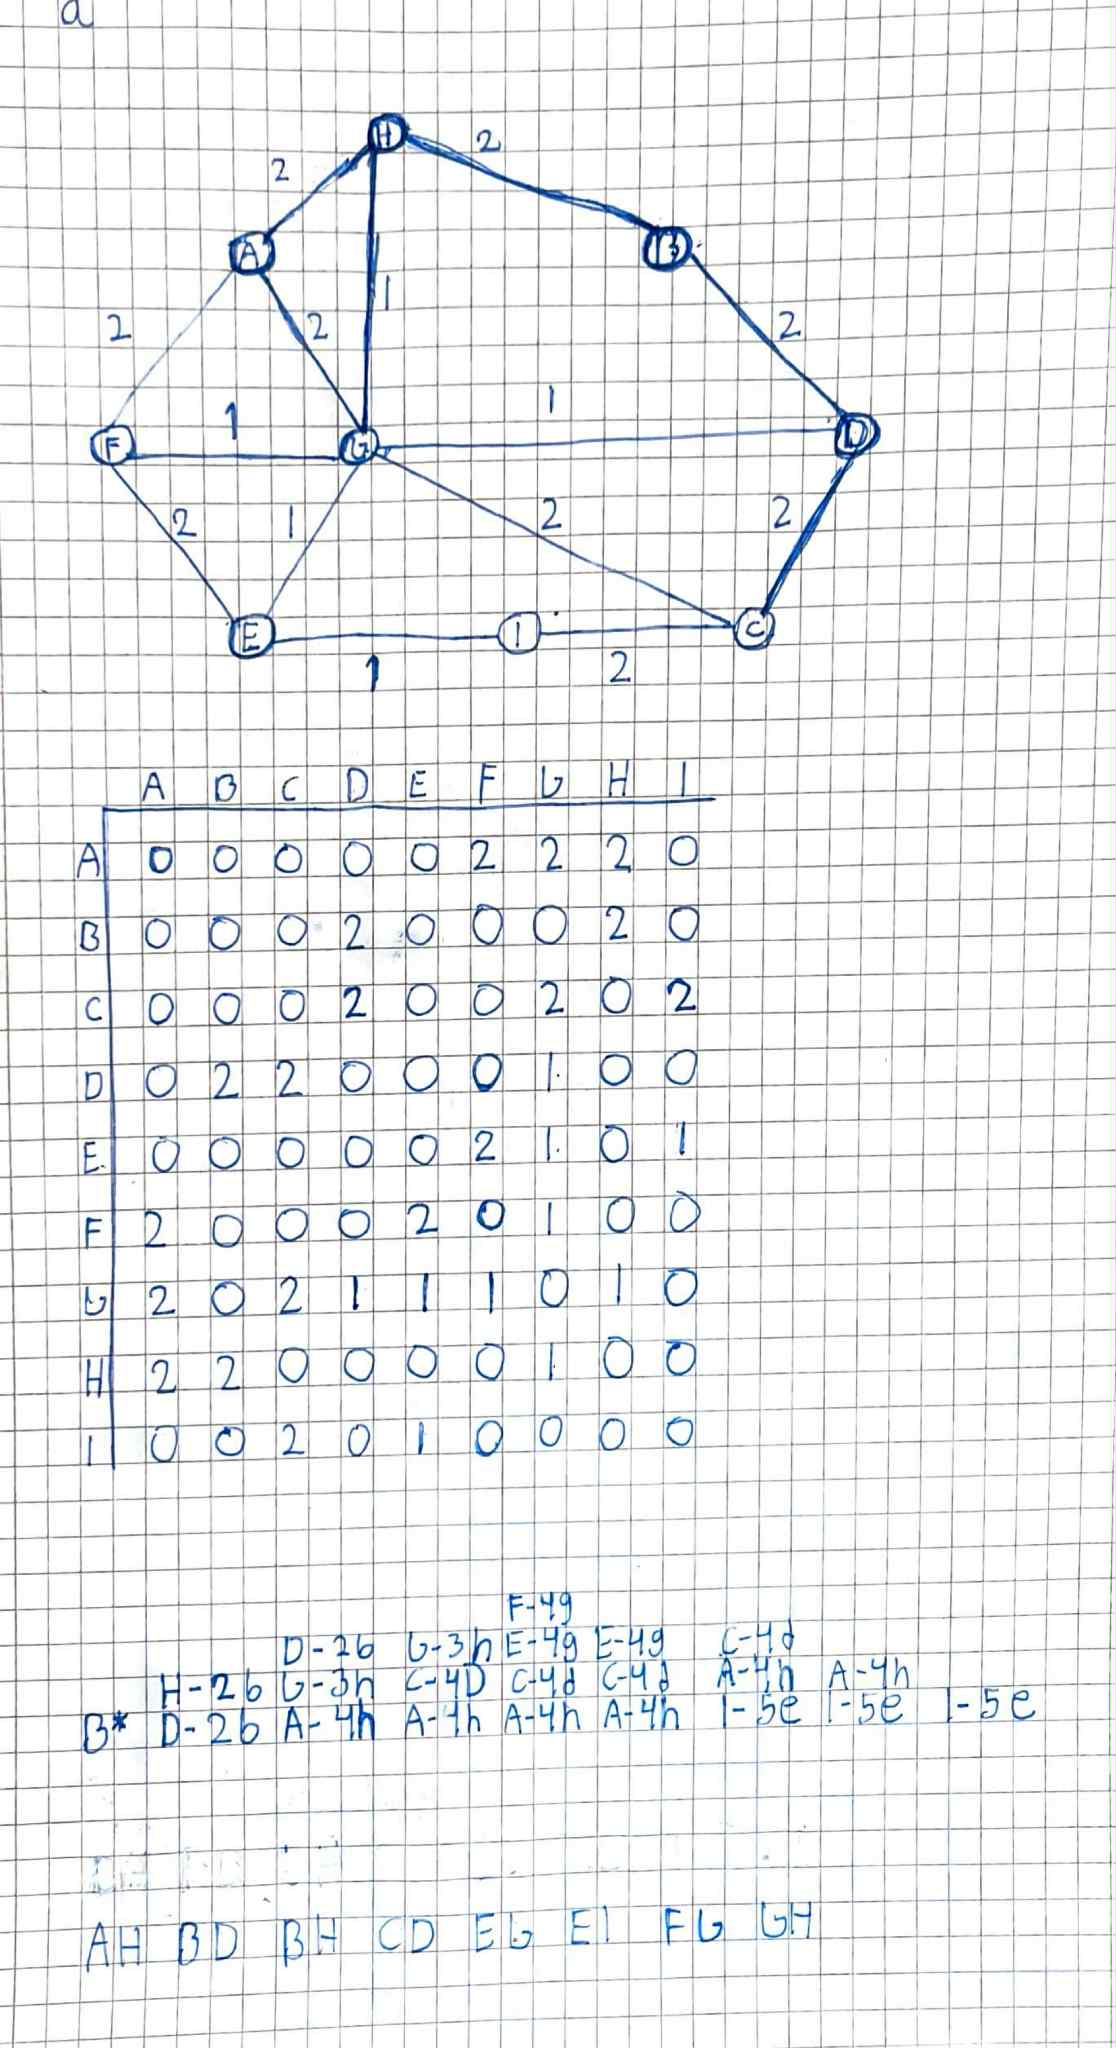 a
H
2
2
A
B
2
2
1
2
1
1
F
G
D
2
1
2
2
E
I
C
1
2
A B C D E F G H I
A 0 0 0 0 0 2 2 2 0
B 0 0 0 2 0 0 0 2 0
C 0 0 0 2 0 0 2 0 2
D 0 2 2 0 0 0 1 0 0
E 0 0 0 0 0 2 1 0 1
F 2 0 0 0 2 0 1 0 0
G 2 0 2 1 1 1 0 1 0
H 2 2 0 0 0 0 1 0 0
I 0 0 2 0 1 0 0 0 0
F-4g
D-2b G-3h E-4g E-4g C-4d
H-2b G-3h C-4D C-4d C-4d A-4h A-4h
B* D-2b A-4h A-4h A-4h A-4h I-5e I-5e I-5e
AH BD BH CD EG EI FG GH